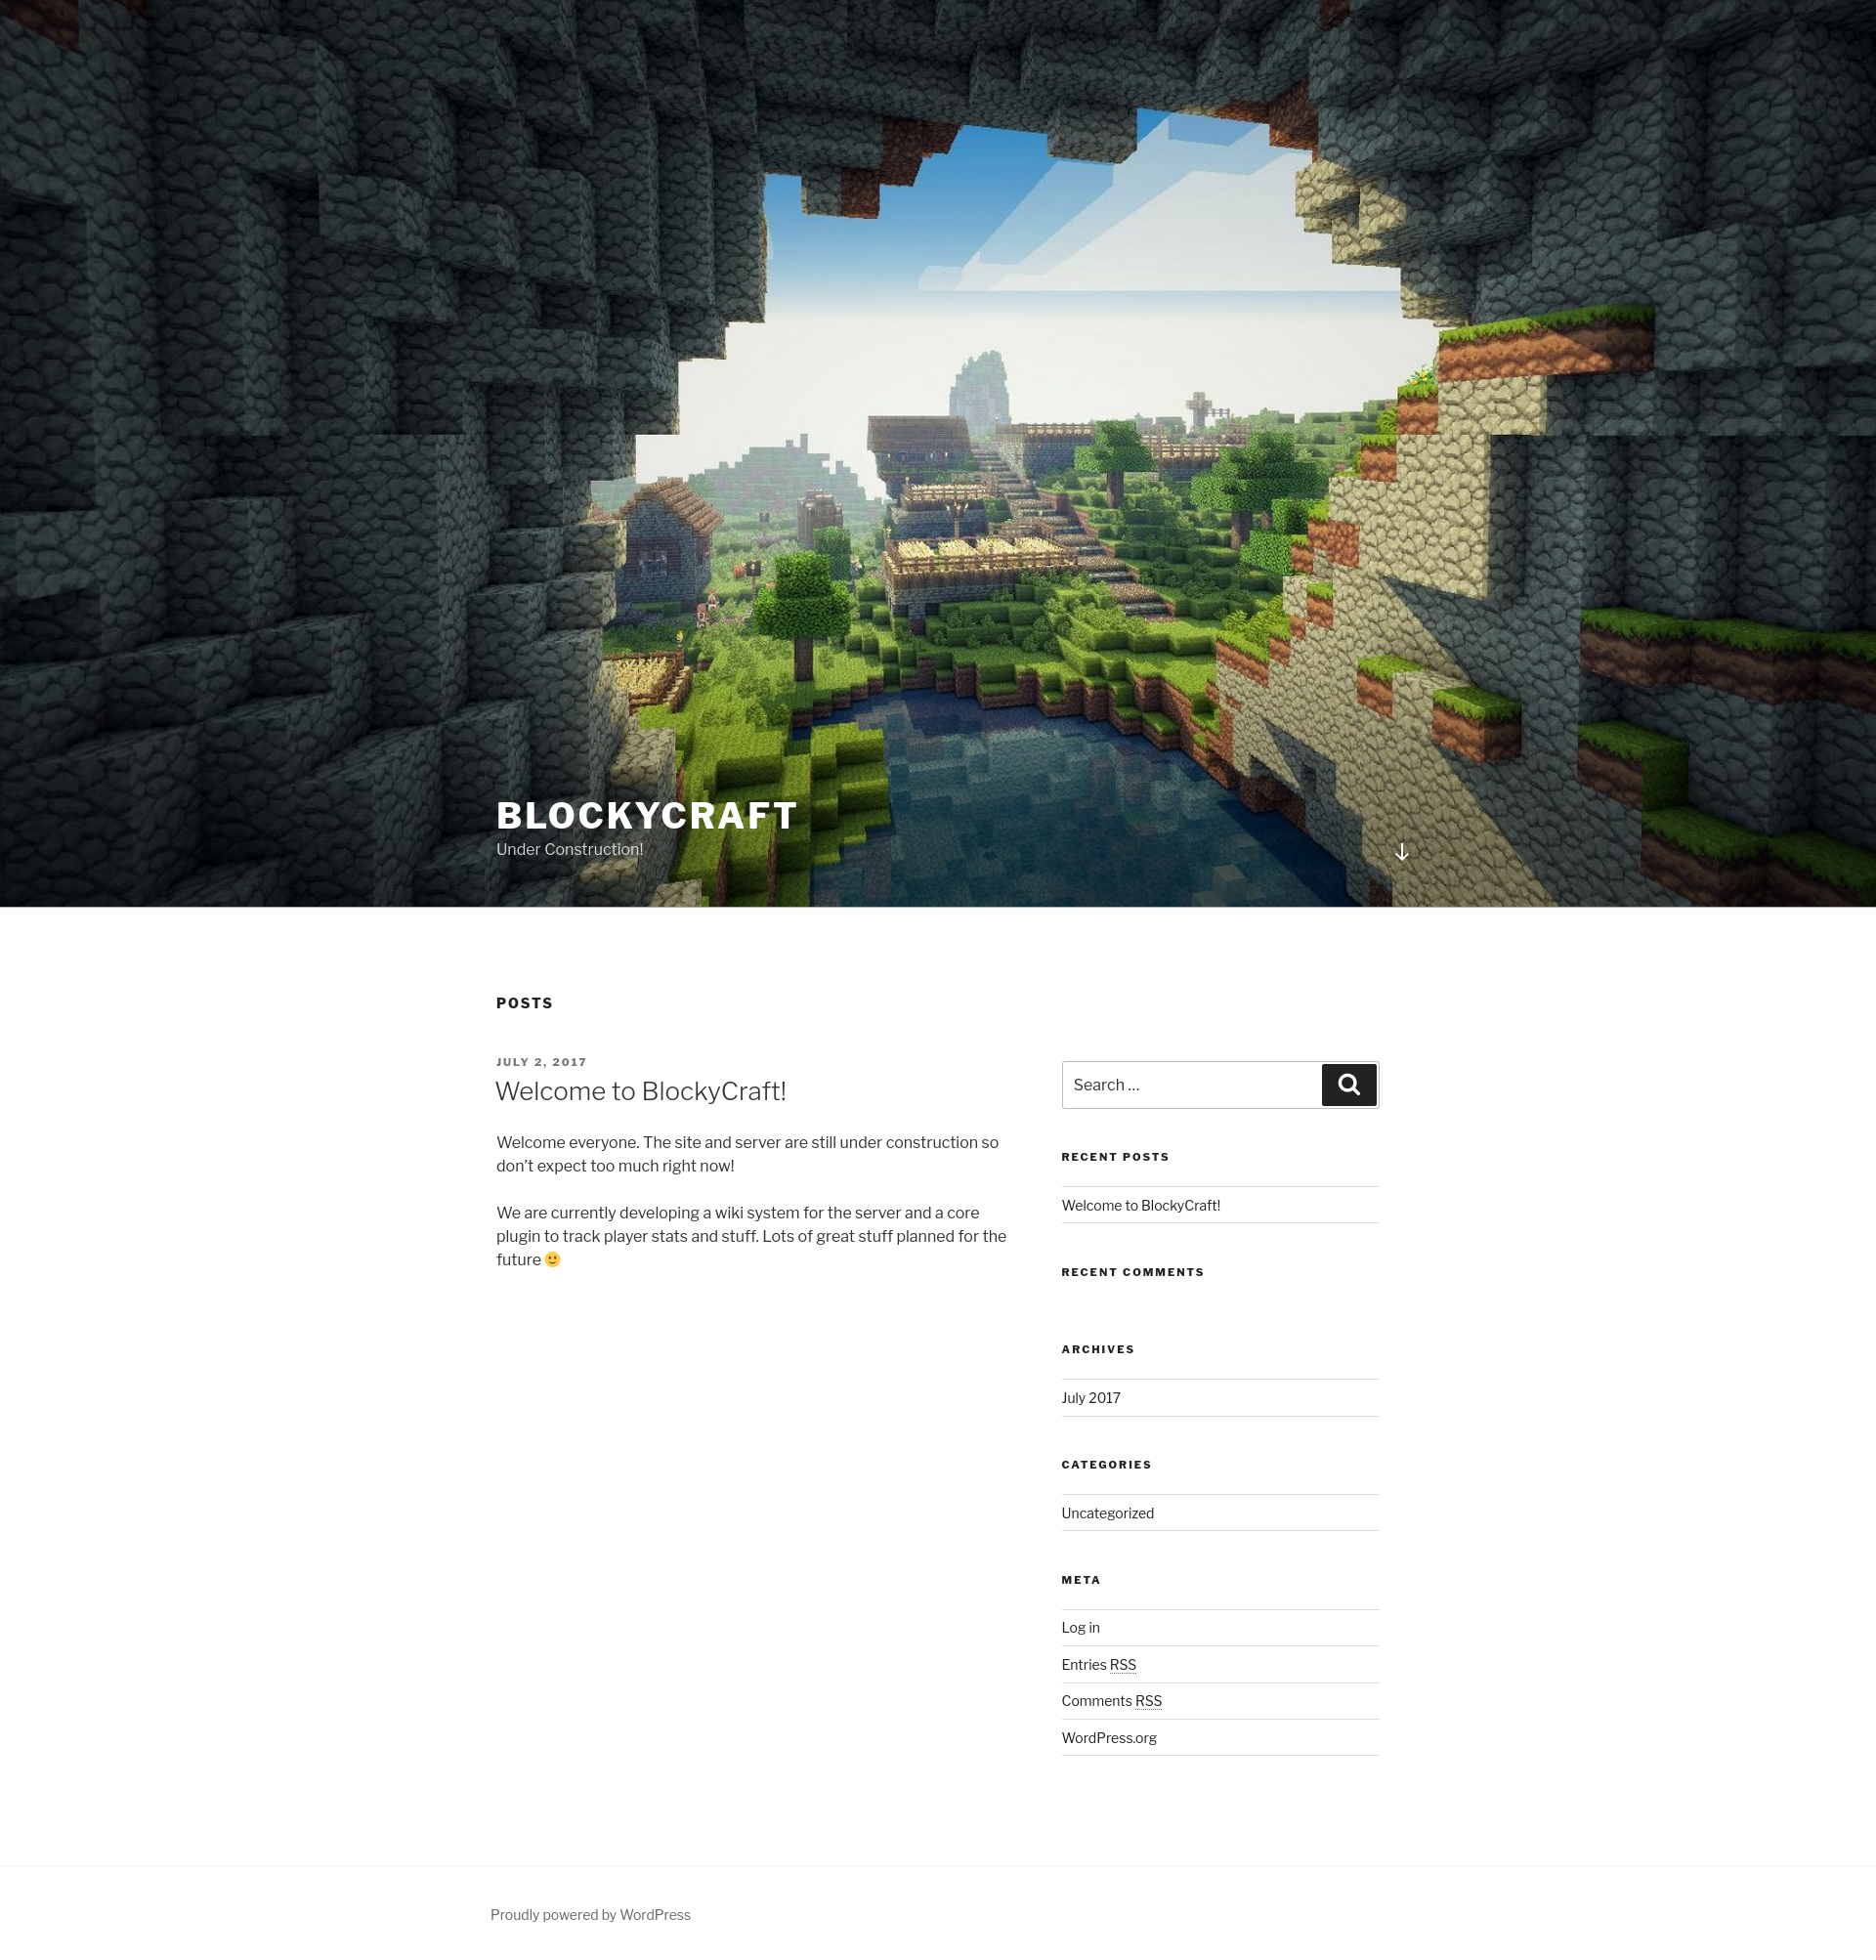 BLOCKYCRAFT
Under Construction!
POSTS
JULY 2, 2017
Welcome to BlockyCraft!
Welcome everyone. The site and server are still under construction so
don’t expect too much right now!
We are currently developing a wiki system for the server and a core
plugin to track player stats and stuff. Lots of great stuff planned for the
future 🙂
Search …
RECENT POSTS
Welcome to BlockyCraft!
RECENT COMMENTS
ARCHIVES
July 2017
CATEGORIES
Uncategorized
META
Log in
Entries RSS
Comments RSS
WordPress.org
Proudly powered by WordPress